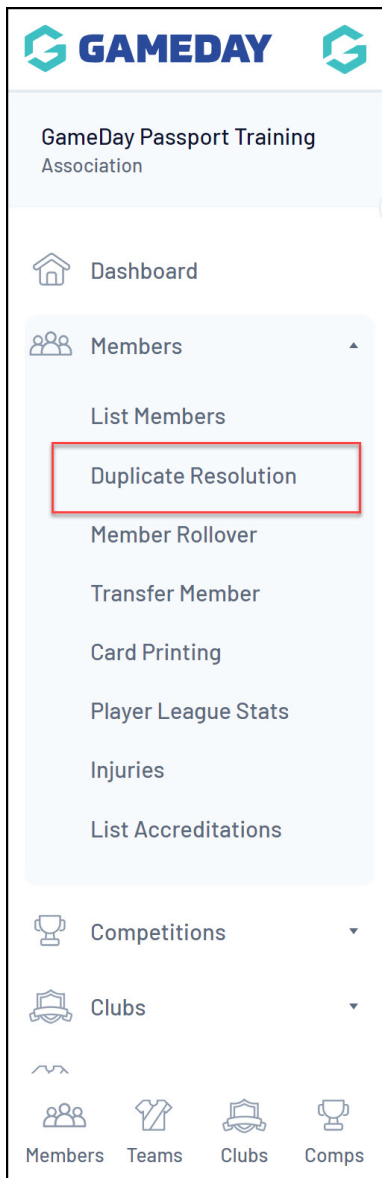 GAMEDAY
GameDay Passport Training
Association
Dashboard
Members
List Members
Duplicate Resolution
Member Rollover
Transfer Member
Card Printing
Player League Stats
Injuries
List Accreditations
Competitions
Clubs
Members Teams Clubs Comps